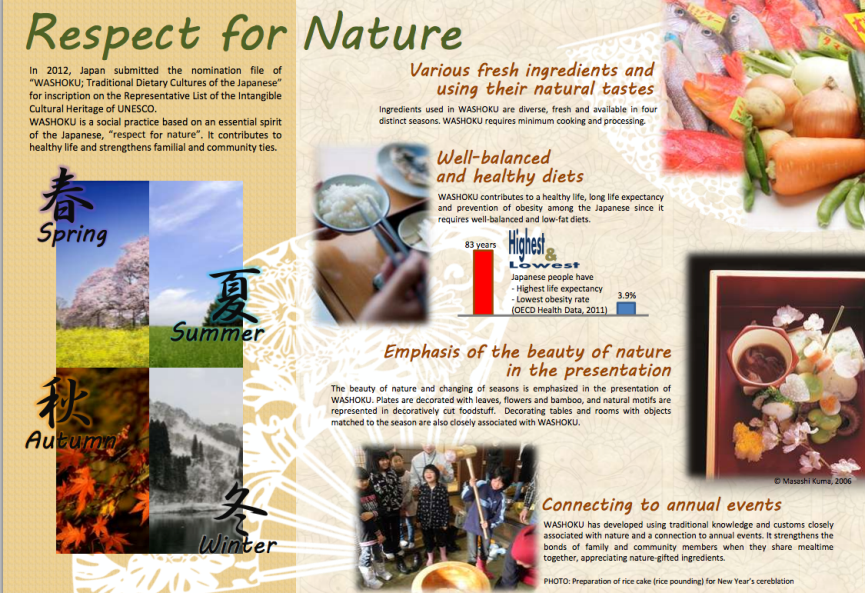 Respect for Nature
In 2012, Japan submitted the nomination file of
"WASHOKU; Traditional Dietary Cultures of the Japanese"
for inscription on the Representative List of the Intangible
Cultural Heritage of UNESCO.
WASHOKU is a social practice based on an essential spirit
of the Japanese, "respect for nature". It contributes to
healthy life and strengthens familial and community ties.
春
Spring
夏
Summer
秋
Autumn
冬
Winter
Various fresh ingredients and
using their natural tastes
Ingredients used in WASHOKU are diverse, fresh and available in four
distinct seasons. WASHOKU requires minimum cooking and processing.
Well-balanced
and healthy diets
WASHOKU contributes to a healthy life, long life expectancy
and prevention of obesity among the Japanese since it
requires well-balanced and low-fat diets.
83 years
Highest
&
Lowest
Japanese people have
- Highest life expectancy
- Lowest obesity rate
(OECD Health Data, 2011)
3.9%
Emphasis of the beauty of nature
in the presentation
The beauty of nature and changing of seasons is emphasized in the presentation of
WASHOKU. Plates are decorated with leaves, flowers and bamboo, and natural motifs are
represented in decoratively cut foodstuff. Decorating tables and rooms with objects
matched to the season are also closely associated with WASHOKU.
© Masashi Kuma, 2006
Connecting to annual events
WASHOKU has developed using traditional knowledge and customs closely
associated with nature and a connection to annual events. It strengthens the
bonds of family and community members when they share mealtime
together, appreciating nature-gifted ingredients.
PHOTO: Preparation of rice cake (rice pounding) for New Year's cereblation